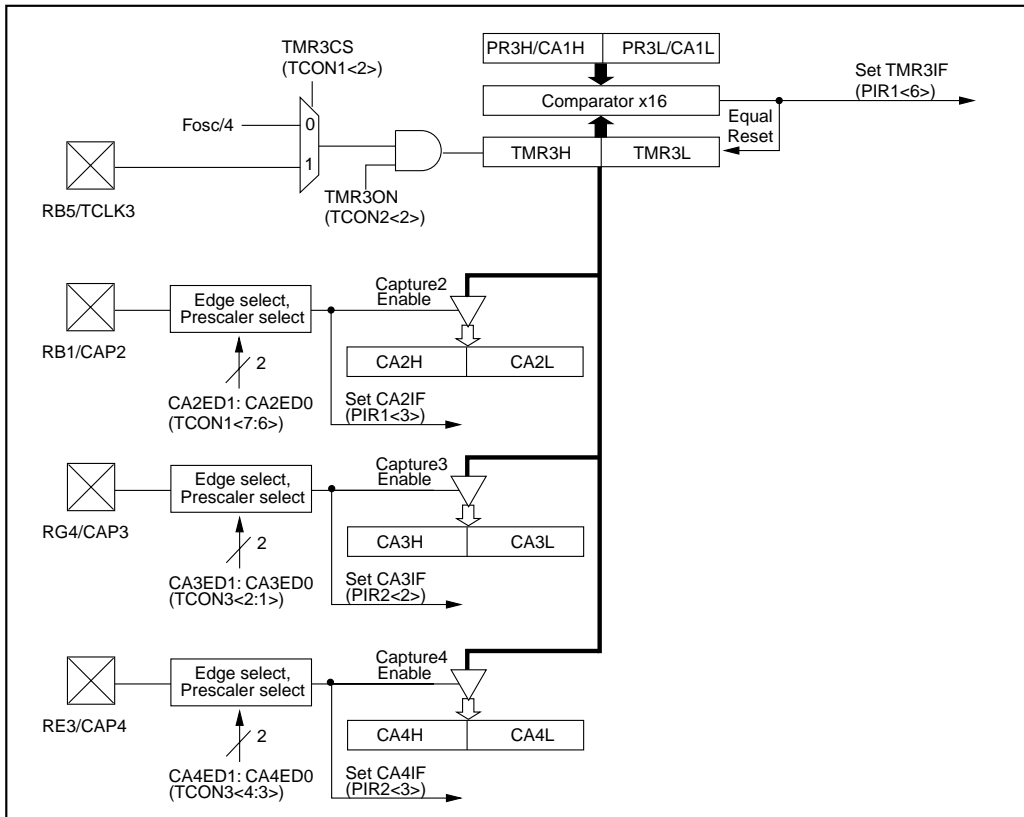 TMR3CS
(TCON1<2>)
PR3H/CA1H
PR3L/CA1L
Set TMR3IF
(PIR1<6>)
Comparator x16
Fosc/4
0
1
Equal
Reset
TMR3H
TMR3L
TMR3ON
(TCON2<2>)
RB5/TCLK3
Capture2
Enable
Edge select,
Prescaler select
RB1/CAP2
2
CA2H
CA2L
CA2ED1: CA2ED0
(TCON1<7:6>)
Set CA2IF
(PIR1<3>)
Capture3
Enable
Edge select,
Prescaler select
RG4/CAP3
2
CA3H
CA3L
CA3ED1: CA3ED0
(TCON3<2:1>)
Set CA3IF
(PIR2<2>)
Capture4
Enable
Edge select,
Prescaler select
RE3/CAP4
2
CA4H
CA4L
CA4ED1: CA4ED0
(TCON3<4:3>)
Set CA4IF
(PIR2<3>)